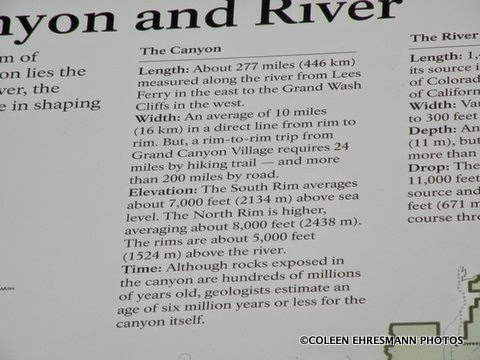 nyon and River
m of
on lies the
ver, the
e in shaping
The Canyon
Length: About 277 miles (446 km)
measured along the river from Lees
Ferry in the east to the Grand Wash
Cliffs in the west.
Width: An average of 10 miles
(16 km) in a direct line from rim to
rim. But, a rim-to-rim trip from
Grand Canyon Village requires 24
miles by hiking trail — and more
than 200 miles by road.
Elevation: The South Rim averages
about 7,000 feet (2134 m) above sea
level. The North Rim is higher,
averaging about 8,000 feet (2438 m).
The rims are about 5,000 feet
(1524 m) above the river.
Time: Although rocks exposed in
the canyon are hundreds of millions
of years old, geologists estimate an
age of six million years or less for the
canyon itself.
The River
Length: 1,4
its source i
of Colorad
of Californ
Width: Var
to 300 feet
Depth: An
(11 m), but
more than
Drop: The
11,000 feet
source and
feet (671 m
course thro
©COLEEN EHRESMANN PHOTOS